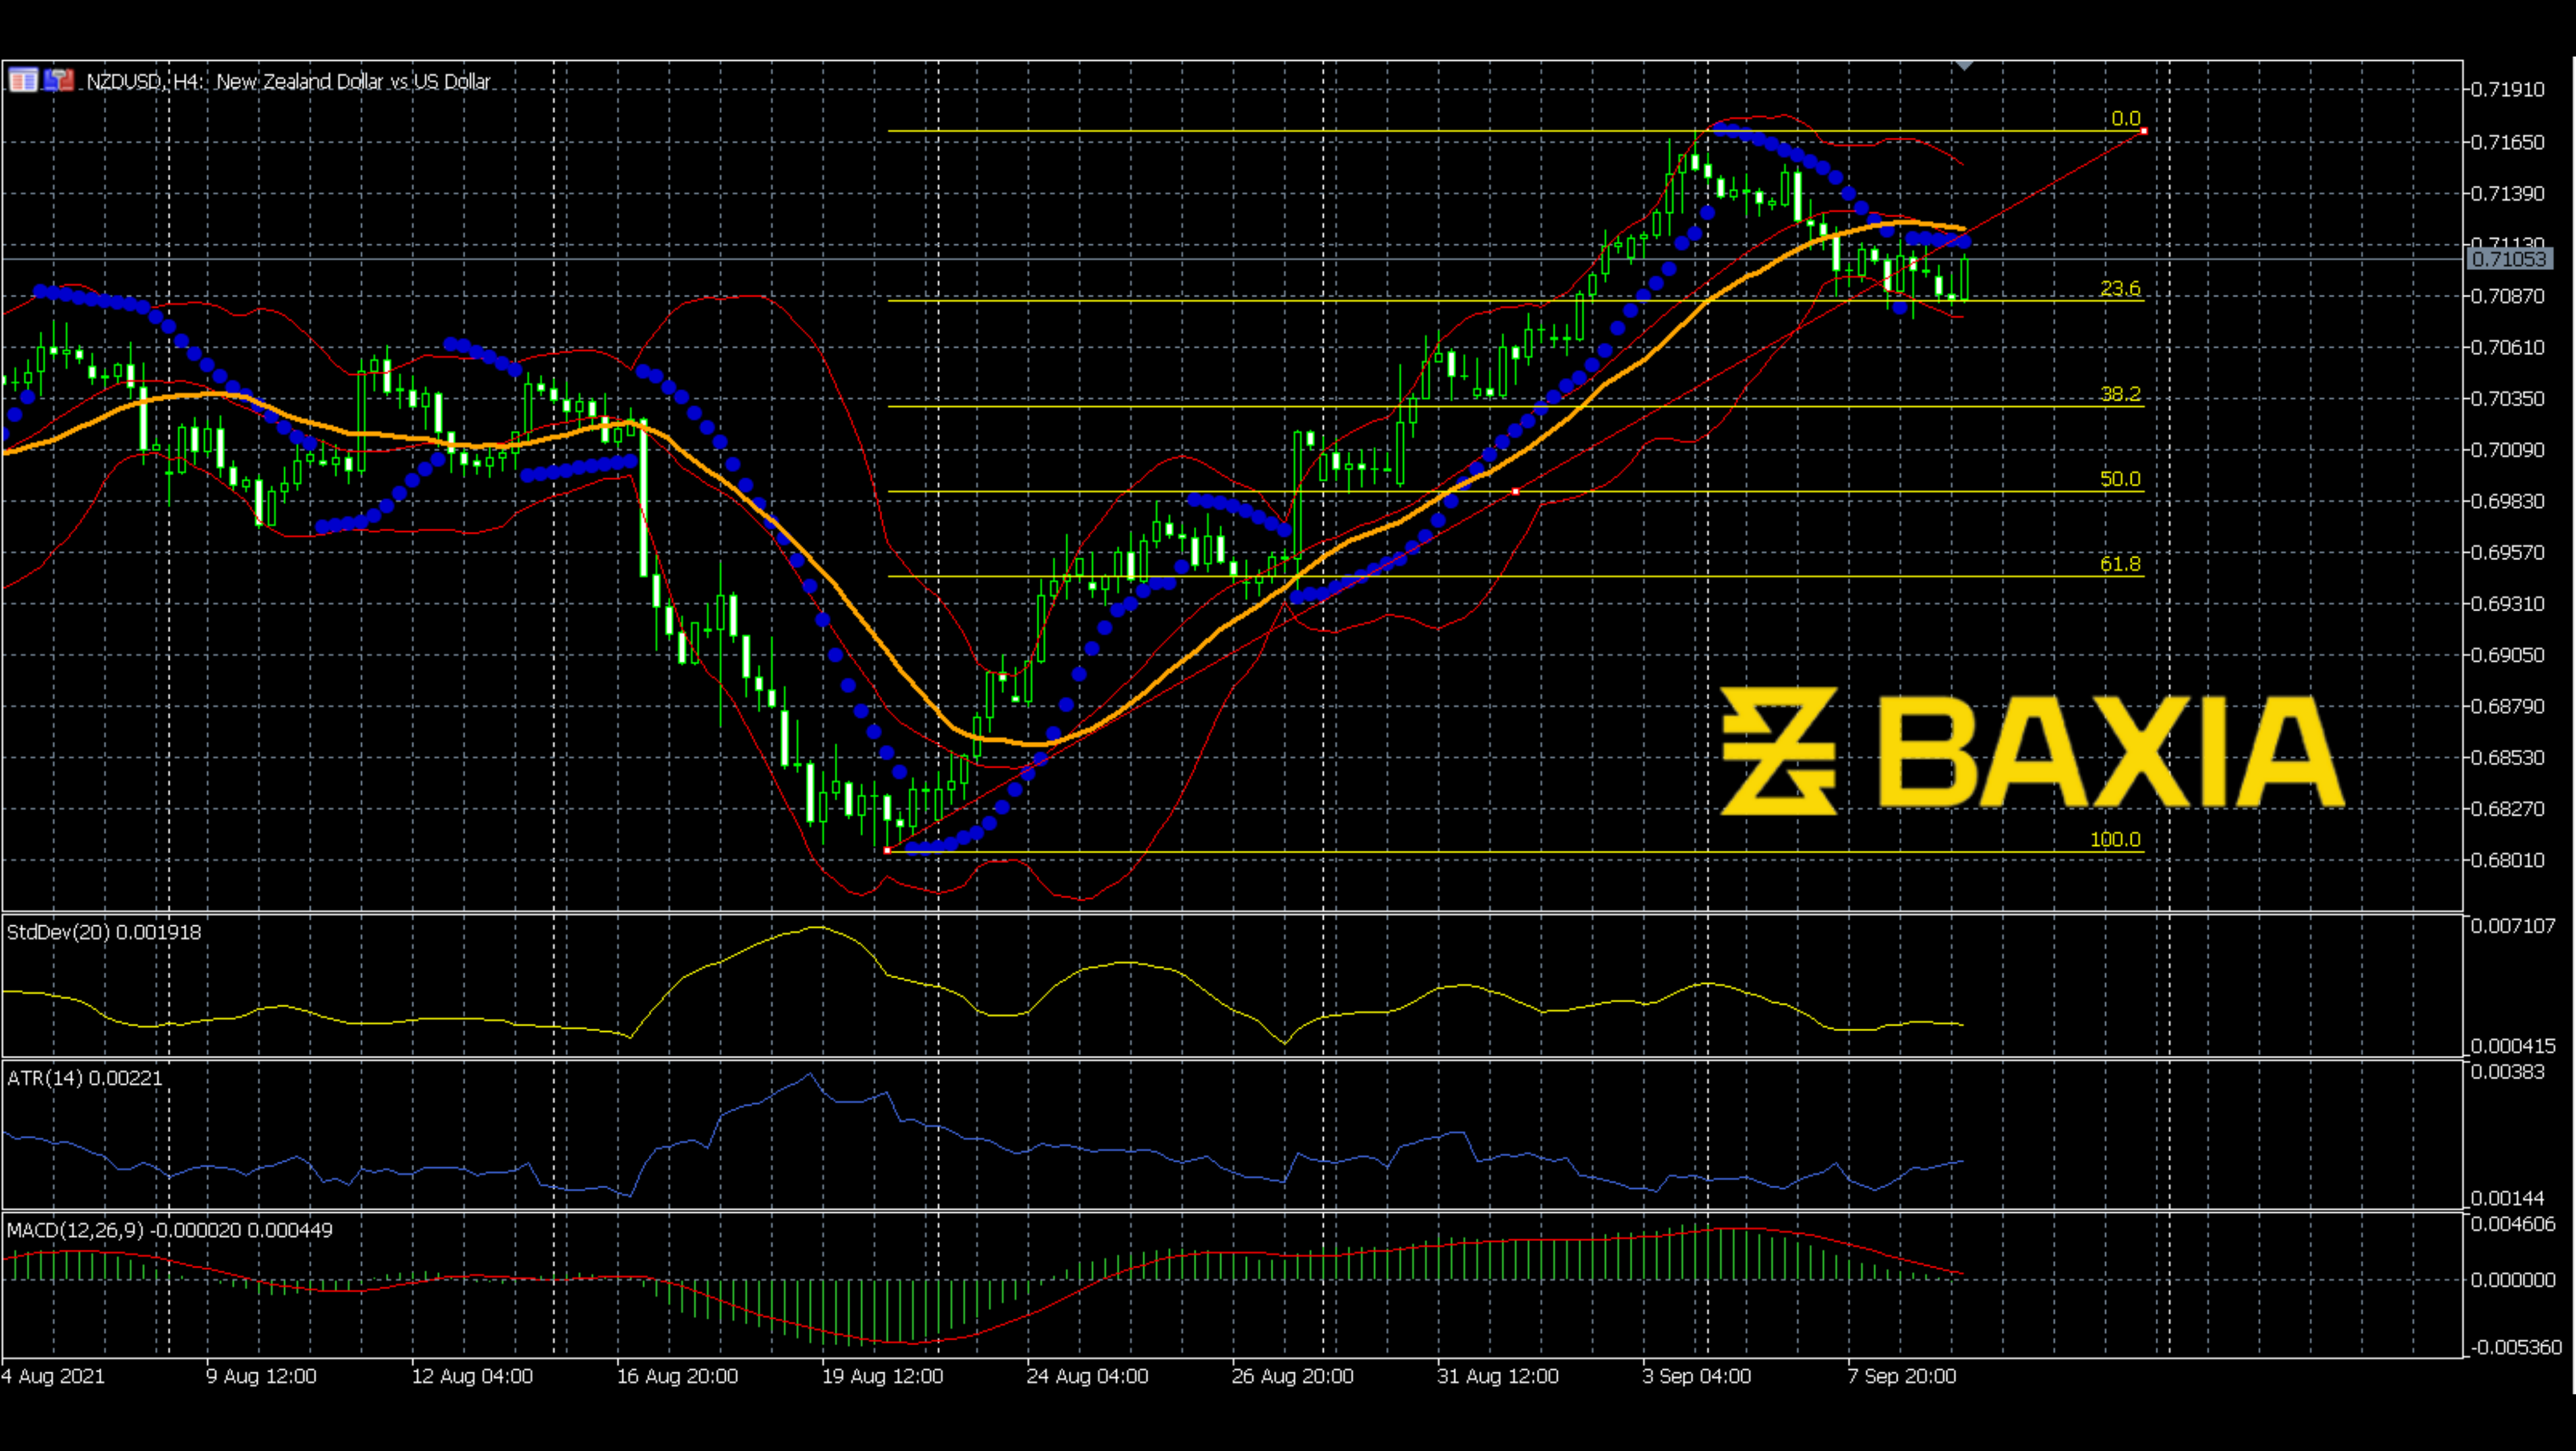 NZDUSD, H4: New Zealand Dollar vs US Dollar
0.71910
0.0
0.71650
0.71390
0.71130
0.71053
23.6
0.70870
0.70610
38.2
0.70350
0.70090
50.0
0.69830
61.8
0.69570
0.69310
0.69050
BAXIA
0.68790
0.68530
0.68270
100.0
0.68010
StdDev(20) 0.001918
0.007107
0.000415
ATR(14) 0.00221
0.00383
0.00144
MACD(12,26,9) -0.000020 0.000449
0.004606
0.000000
-0.005360
4 Aug 2021
9 Aug 12:00
12 Aug 04:00
16 Aug 20:00
19 Aug 12:00
24 Aug 04:00
26 Aug 20:00
31 Aug 12:00
3 Sep 04:00
7 Sep 20:00